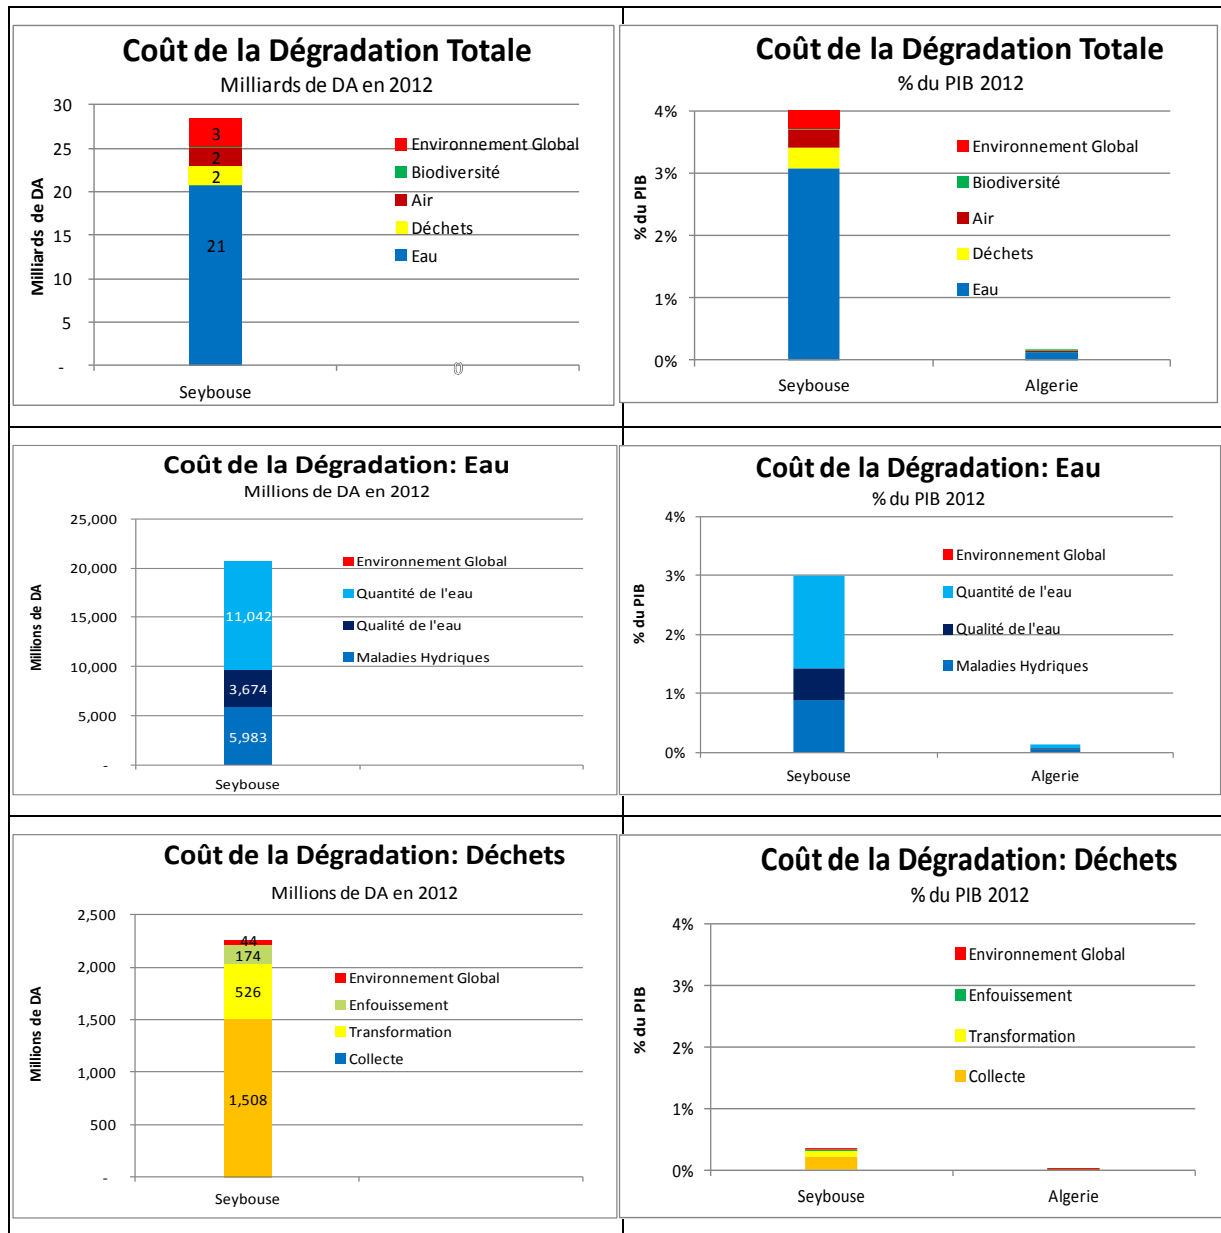 Coût de la Dégradation Totale
Milliards de DA en 2012
Milliards de DA
30
25
20
15
10
5
-
3
2
2
21
0
Seybouse
Environnement Global
Biodiversité
Air
Déchets
Eau
Coût de la Dégradation Totale
% du PIB 2012
% du PIB
4%
3%
2%
1%
0%
Seybouse
Algerie
Environnement Global
Biodiversité
Air
Déchets
Eau
Coût de la Dégradation: Eau
Millions de DA en 2012
Millions de DA
25,000
20,000
15,000
10,000
5,000
-
11,042
3,674
5,983
Seybouse
Environnement Global
Quantité de l'eau
Qualité de l'eau
Maladies Hydriques
Coût de la Dégradation: Eau
% du PIB 2012
% du PIB
4%
3%
2%
1%
0%
Seybouse
Algerie
Environnement Global
Quantité de l'eau
Qualité de l'eau
Maladies Hydriques
Coût de la Dégradation: Déchets
Millions de DA en 2012
Millions de DA
2,500
2,000
1,500
1,000
500
-
44
174
526
1,508
Seybouse
Environnement Global
Enfouissement
Transformation
Collecte
Coût de la Dégradation: Déchets
% du PIB 2012
% du PIB
4%
3%
2%
1%
0%
Seybouse
Algerie
Environnement Global
Enfouissement
Transformation
Collecte